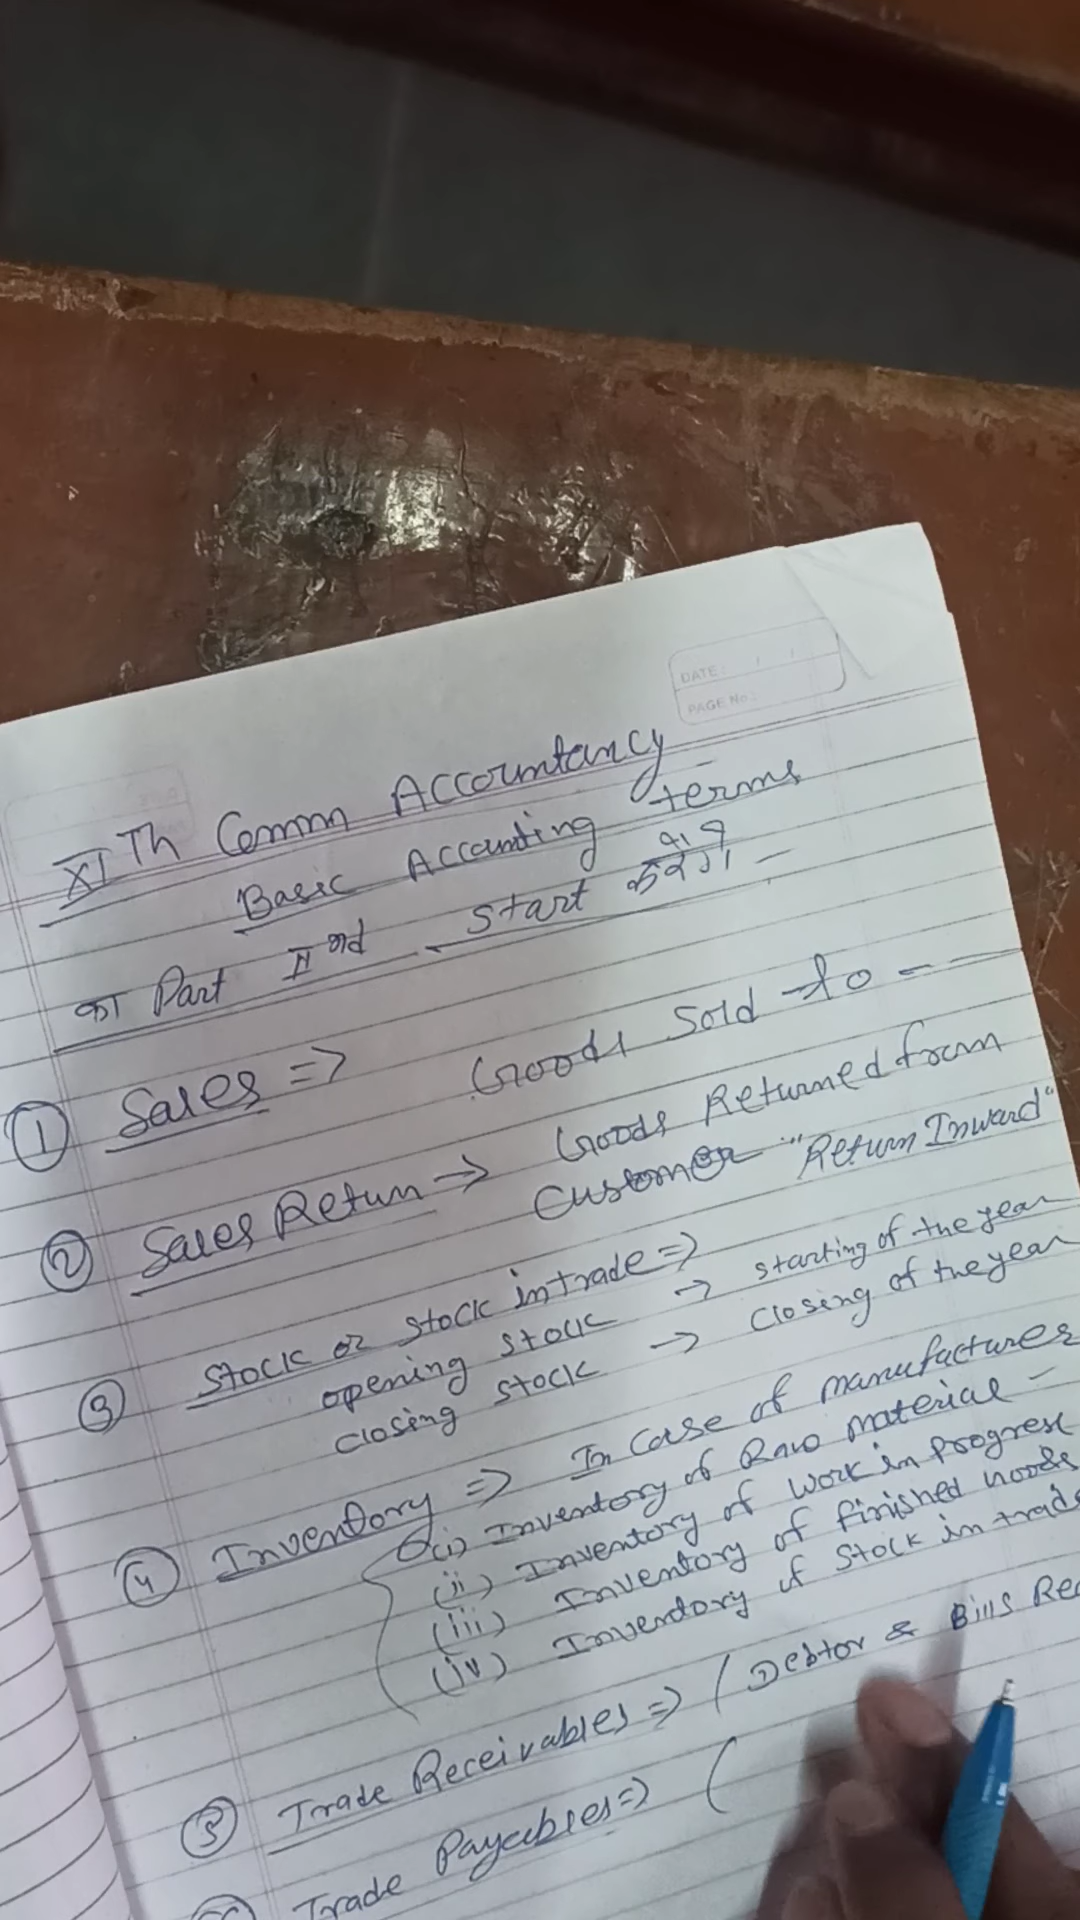 DATE:
PAGE No.:
XI Th Comm Accountancy
Basic Accounting terms
का Part IInd start करेंगे
① Sales => Goods Sold to
② Sales Return → Goods Returned from
Customer "Return Inward"
③ Stock or Stock in trade =>
opening stock → starting of the year
closing stock → closing of the year
④ Inventory => In case of manufacturer
(i) Inventory of Raw material
(ii) Inventory of work in progress
(iii) Inventory of finished Goods
(iv) Inventory of Stock in trade
⑤ Trade Receivables => (Debtor & Bills Rec
Trade Payables => (